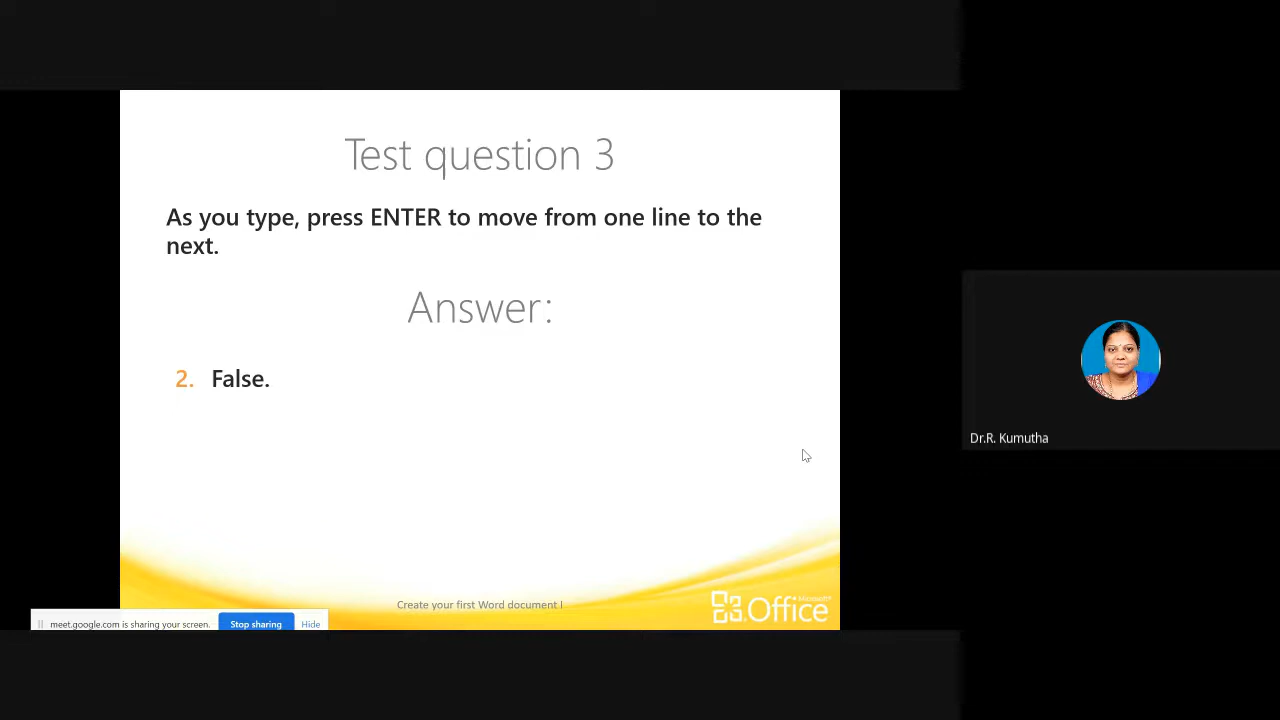 Test question 3
As you type, press ENTER to move from one line to the
next.
Answer:
2. False.
Dr.R. Kumutha
Create your first Word document I
Microsoft
Office
meet.google.com is sharing your screen.
Stop sharing
Hide